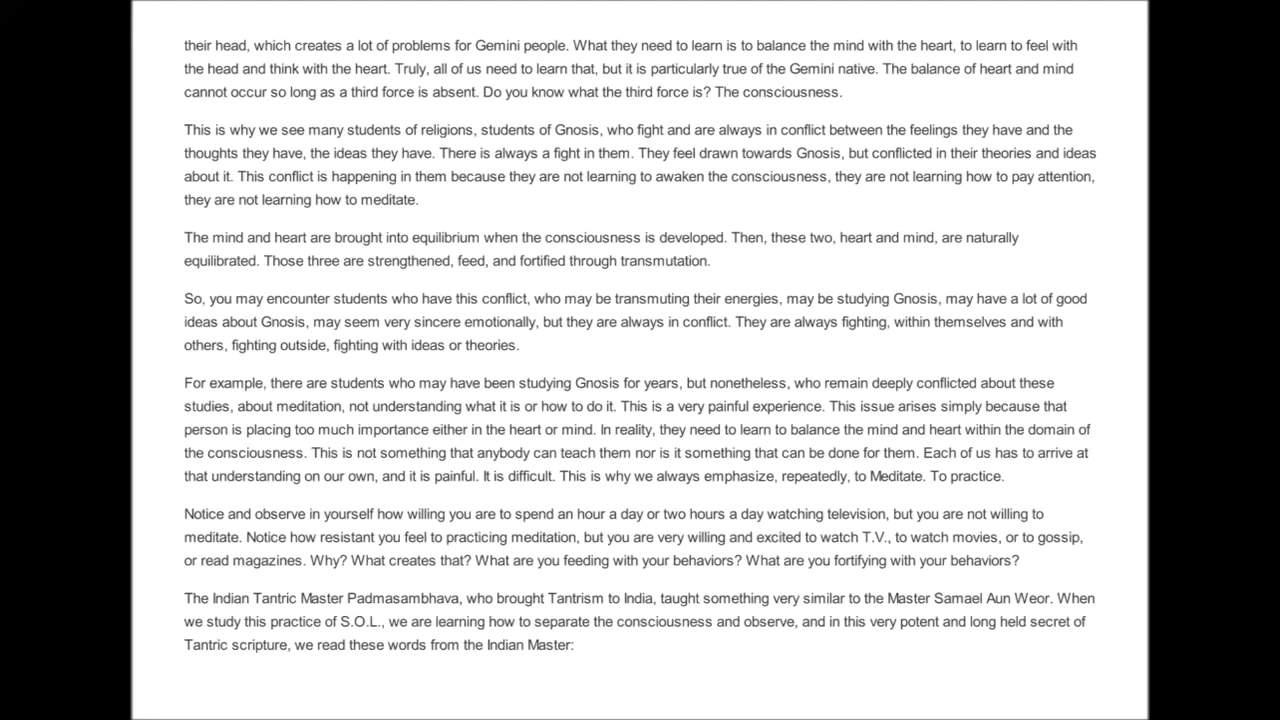 their head, which creates a lot of problems for Gemini people. What they need to learn is to balance the mind with the heart, to learn to feel with
the head and think with the heart. Truly, all of us need to learn that, but it is particularly true of the Gemini native. The balance of heart and mind
cannot occur so long as a third force is absent. Do you know what the third force is? The consciousness.
This is why we see many students of religions, students of Gnosis, who fight and are always in conflict between the feelings they have and the
thoughts they have, the ideas they have. There is always a fight in them. They feel drawn towards Gnosis, but conflicted in their theories and ideas
about it. This conflict is happening in them because they are not learning to awaken the consciousness, they are not learning how to pay attention,
they are not learning how to meditate.
The mind and heart are brought into equilibrium when the consciousness is developed. Then, these two, heart and mind, are naturally
equilibrated. Those three are strengthened, feed, and fortified through transmutation.
So, you may encounter students who have this conflict, who may be transmuting their energies, may be studying Gnosis, may have a lot of good
ideas about Gnosis, may seem very sincere emotionally, but they are always in conflict. They are always fighting, within themselves and with
others, fighting outside, fighting with ideas or theories.
For example, there are students who may have been studying Gnosis for years, but nonetheless, who remain deeply conflicted about these
studies, about meditation, not understanding what it is or how to do it. This is a very painful experience. This issue arises simply because that
person is placing too much importance either in the heart or mind. In reality, they need to learn to balance the mind and heart within the domain of
the consciousness. This is not something that anybody can teach them nor is it something that can be done for them. Each of us has to arrive at
that understanding on our own, and it is painful. It is difficult. This is why we always emphasize, repeatedly, to Meditate. To practice.
Notice and observe in yourself how willing you are to spend an hour a day or two hours a day watching television, but you are not willing to
meditate. Notice how resistant you feel to practicing meditation, but you are very willing and excited to watch T.V., to watch movies, or to gossip,
or read magazines. Why? What creates that? What are you feeding with your behaviors? What are you fortifying with your behaviors?
The Indian Tantric Master Padmasambhava, who brought Tantrism to India, taught something very similar to the Master Samael Aun Weor. When
we study this practice of S.O.L., we are learning how to separate the consciousness and observe, and in this very potent and long held secret of
Tantric scripture, we read these words from the Indian Master: